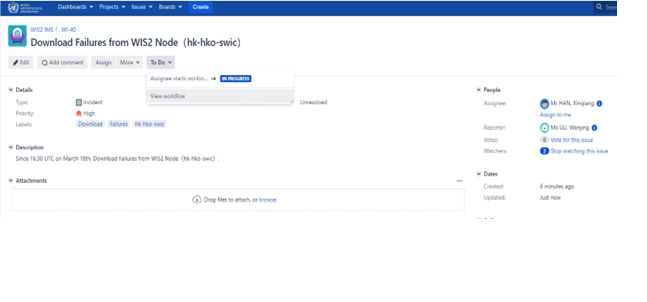 WORLD METEOROLOGICAL ORGANIZATION
Dashboards Projects Issues Boards Create
WIS2 IMS / WI-40
Download Failures from WIS2 Node（hk-hko-swic）
Edit Add comment Assign More To Do
Assignee starts workin... → IN PROGRESS
View workflow
Details
Type: Incident Unresolved
Priority: High
Labels: Download Failures hk-hko-swic
Description
Since 16:38 UTC on March 18th, Download Failures from WIS2 Node（hk-hko-swic）.
Attachments
Drop files to attach, or browse.
People
Assignee: Mr HAN, Xinqiang
Assign to me
Reporter: Ms GU, Wenjing
Votes: 0 Vote for this issue
Watchers: 2 Stop watching this issue
Dates
Created: 6 minutes ago
Updated: Just now